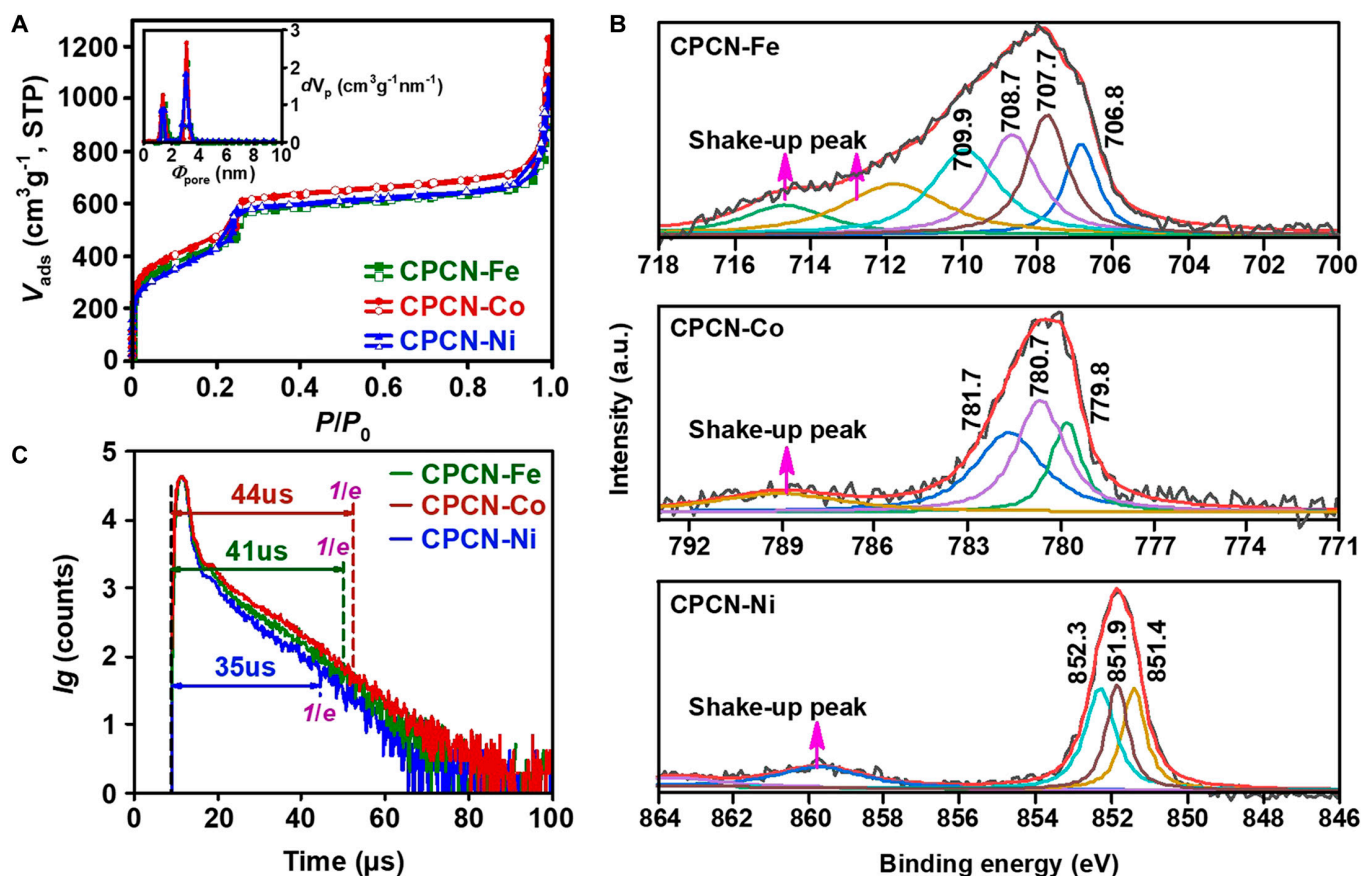 A
1200
1000
800
600
400
200
0
V_ads (cm³g⁻¹, STP)
3
2
1
0
dV_p (cm³g⁻¹nm⁻¹)
0 2 4 6 8 10
Φ_pore (nm)
CPCN-Fe
CPCN-Co
CPCN-Ni
0 0.2 0.4 0.6 0.8 1.0
P/P₀
C
5
4
3
2
1
0
lg (counts)
CPCN-Fe
CPCN-Co
CPCN-Ni
44us
1/e
41us
1/e
35us
1/e
0 20 40 60 80 100
Time (µs)
B
CPCN-Fe
Shake-up peak
709.9
708.7
707.7
706.8
718 716 714 712 710 708 706 704 702 700
CPCN-Co
Shake-up peak
781.7
780.7
779.8
792 789 786 783 780 777 774 771
Intensity (a.u.)
CPCN-Ni
Shake-up peak
852.3
851.9
851.4
864 862 860 858 856 854 852 850 848 846
Binding energy (eV)